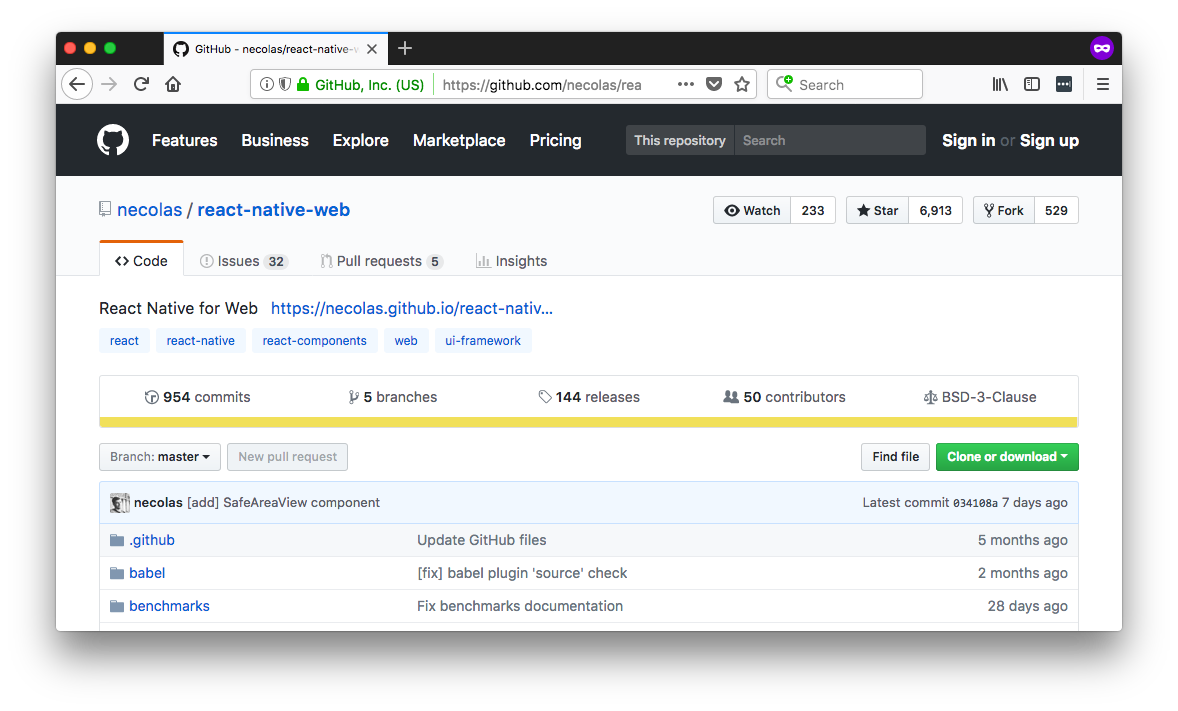 GitHub - necolas/react-native-w
GitHub, Inc. (US) https://github.com/necolas/rea Search
Features Business Explore Marketplace Pricing This repository Search Sign in or Sign up
necolas / react-native-web Watch 233 Star 6,913 Fork 529
Code Issues 32 Pull requests 5 Insights
React Native for Web https://necolas.github.io/react-nativ...
react react-native react-components web ui-framework
954 commits 5 branches 144 releases 50 contributors BSD-3-Clause
Branch: master New pull request Find file Clone or download
necolas [add] SafeAreaView component Latest commit 034108a 7 days ago
.github Update GitHub files 5 months ago
babel [fix] babel plugin 'source' check 2 months ago
benchmarks Fix benchmarks documentation 28 days ago